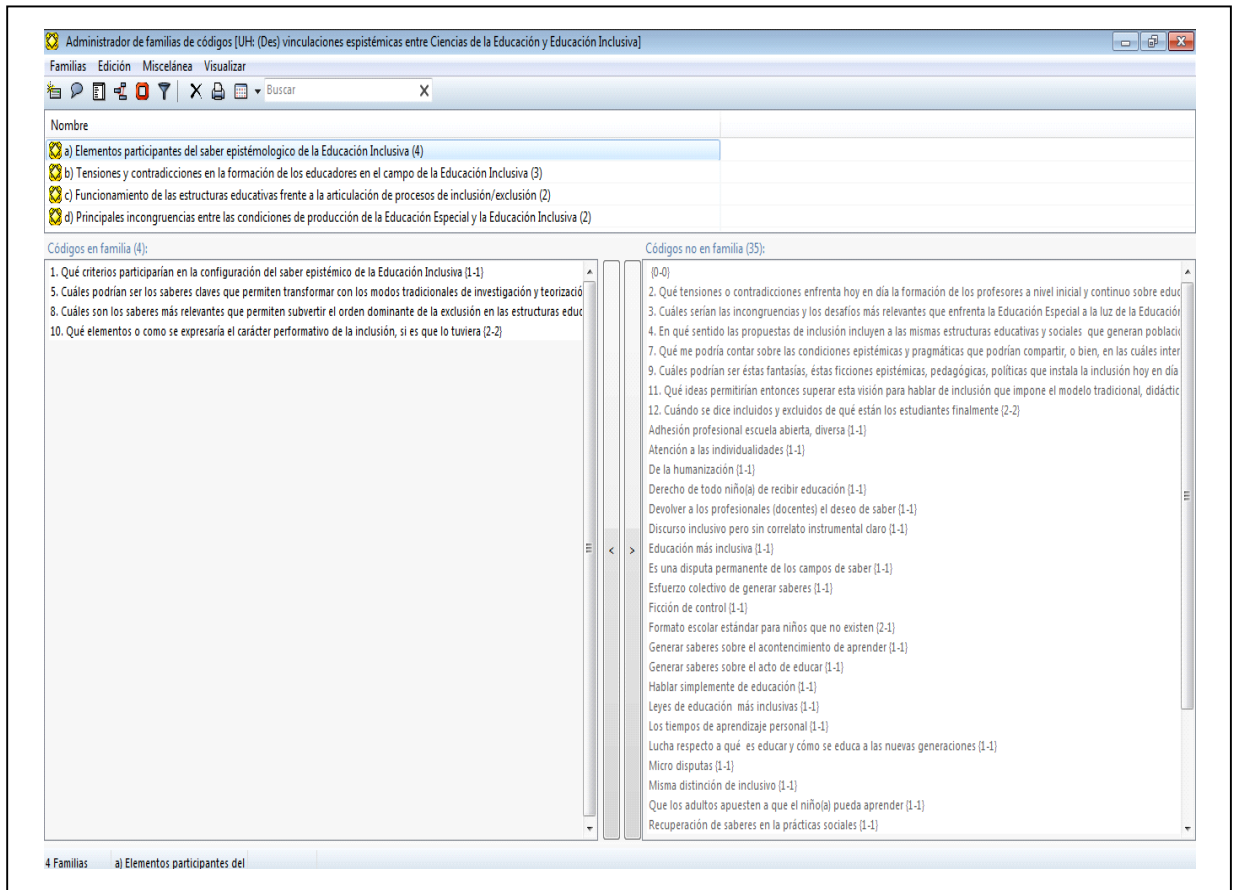 Administrador de familias de códigos [UH: (Des) vinculaciones espistémicas entre Ciencias de la Educación y Educación Inclusiva]
Familias Edición Miscelánea Visualizar
Buscar
Nombre
a) Elementos participantes del saber epistémologico de la Educación Inclusiva (4)
b) Tensiones y contradicciones en la formación de los educadores en el campo de la Educación Inclusiva (3)
c) Funcionamiento de las estructuras educativas frente a la articulación de procesos de inclusión/exclusión (2)
d) Principales incongruencias entre las condiciones de producción de la Educación Especial y la Educación Inclusiva (2)
Códigos en familia (4):
1. Qué criterios participarían en la configuración del saber epistémico de la Educación Inclusiva {1-1}
5. Cuáles podrían ser los saberes claves que permiten transformar con los modos tradicionales de investigación y teorizació
8. Cuáles son los saberes más relevantes que permiten subvertir el orden dominante de la exclusión en las estructuras educ
10. Qué elementos o como se expresaría el carácter performativo de la inclusión, si es que lo tuviera {2-2}
< >
Códigos no en familia (35):
{0-0}
2. Qué tensiones o contradicciones enfrenta hoy en día la formación de los profesores a nivel inicial y continuo sobre educ
3. Cuáles serían las incongruencias y los desafíos más relevantes que enfrenta la Educación Especial a la luz de la Educación
4. En qué sentido las propuestas de inclusión incluyen a las mismas estructuras educativas y sociales que generan població
7. Qué me podría contar sobre las condiciones epistémicas y pragmáticas que podrían compartir, o bien, en las cuáles inter
9. Cuáles podrían ser éstas fantasías, éstas ficciones epistémicas, pedagógicas, políticas que instala la inclusión hoy en día
11. Qué ideas permitirían entonces superar esta visión para hablar de inclusión que impone el modelo tradicional, didáctic
12. Cuándo se dice incluidos y excluidos de qué están los estudiantes finalmente {2-2}
Adhesión profesional escuela abierta, diversa {1-1}
Atención a las individualidades {1-1}
De la humanización {1-1}
Derecho de todo niño(a) de recibir educación {1-1}
Devolver a los profesionales (docentes) el deseo de saber {1-1}
Discurso inclusivo pero sin correlato instrumental claro {1-1}
Educación más inclusiva {1-1}
Es una disputa permanente de los campos de saber {1-1}
Esfuerzo colectivo de generar saberes {1-1}
Ficción de control {1-1}
Formato escolar estándar para niños que no existen {2-1}
Generar saberes sobre el acontencimiento de aprender {1-1}
Generar saberes sobre el acto de educar {1-1}
Hablar simplemente de educación {1-1}
Leyes de educación más inclusivas {1-1}
Los tiempos de aprendizaje personal {1-1}
Lucha respecto a qué es educar y cómo se educa a las nuevas generaciones {1-1}
Micro disputas {1-1}
Misma distinción de inclusivo {1-1}
Que los adultos apuesten a que el niño(a) pueda aprender {1-1}
Recuperación de saberes en la prácticas sociales {1-1}
4 Familias a) Elementos participantes del